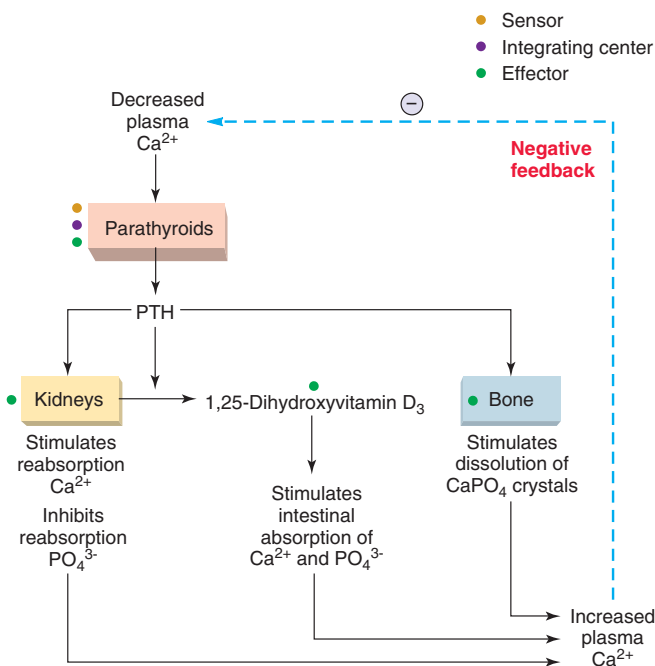 Sensor
Integrating center
Effector
Decreased
plasma
Ca²⁺
−
Negative
feedback
Parathyroids
PTH
Kidneys
1,25-Dihydroxyvitamin D₃
Bone
Stimulates
reabsorption
Ca²⁺
Inhibits
reabsorption
PO₄³⁻
Stimulates
intestinal
absorption of
Ca²⁺ and PO₄³⁻
Stimulates
dissolution of
CaPO₄ crystals
Increased
plasma
Ca²⁺